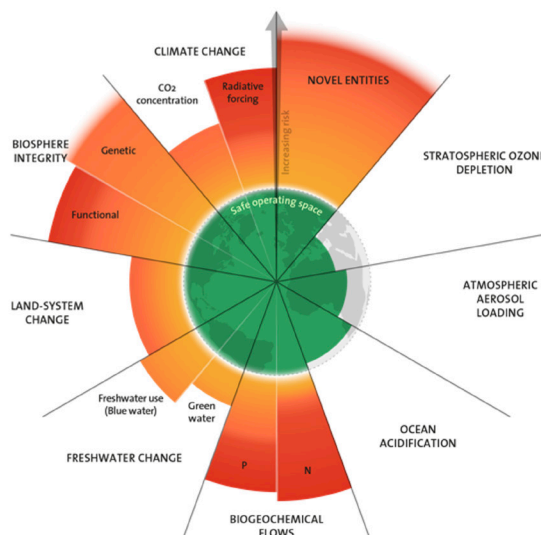 CLIMATE CHANGE
CO2
concentration
Radiative
forcing
NOVEL ENTITIES
Increasing risk
BIOSPHERE
INTEGRITY
Genetic
STRATOSPHERIC OZONE
DEPLETION
Functional
Safe operating space
LAND-SYSTEM
CHANGE
ATMOSPHERIC
AEROSOL
LOADING
Freshwater use
(Blue water)
Green
water
FRESHWATER CHANGE
OCEAN
ACIDIFICATION
P
N
BIOGEOCHEMICAL
FLOWS